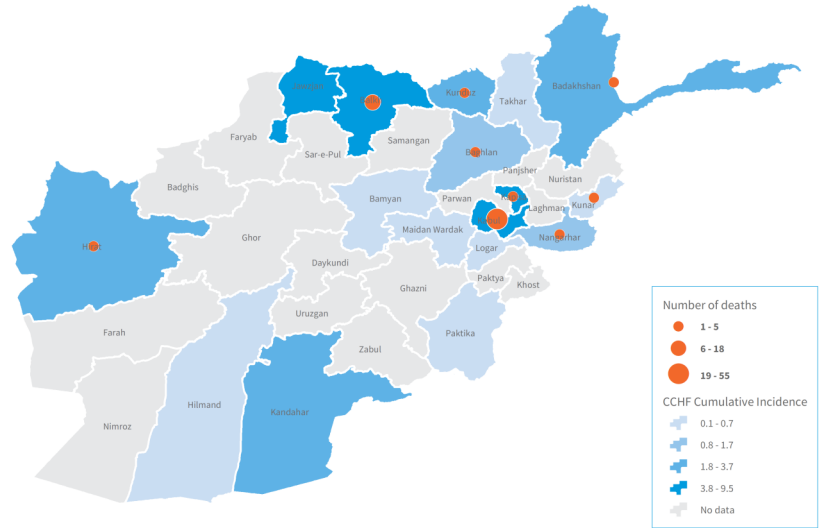 Badakhshan
Kunduz
Takhar
Balkh
Faryab
Samangan
Sar-e-Pul
Baghlan
Panjsher
Nuristan
Badghis
Bamyan
Parwan
Laghman
Kunar
Maidan Wardak
Nangarhar
Ghor
Logar
Hirat
Daykundi
Paktya
Khost
Ghazni
Uruzgan
Farah
Paktika
Zabul
Hilmand
Kandahar
Nimroz
Number of deaths
1 - 5
6 - 18
19 - 55
CCHF Cumulative Incidence
0.1 - 0.7
0.8 - 1.7
1.8 - 3.7
3.8 - 9.5
No data